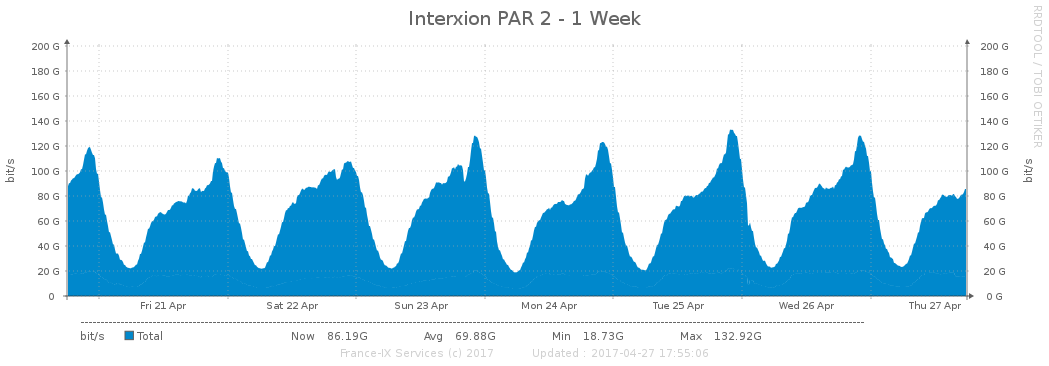 Interxion PAR 2 - 1 Week
RRDTOOL / TOBI OETIKER
bit/s
bit/s
200 G 200 G
180 G 180 G
160 G 160 G
140 G 140 G
120 G 120 G
100 G 100 G
80 G 80 G
60 G 60 G
40 G 40 G
20 G 20 G
0 0 G
Fri 21 Apr Sat 22 Apr Sun 23 Apr Mon 24 Apr Tue 25 Apr Wed 26 Apr Thu 27 Apr
bit/s Total Now 86.19G Avg 69.88G Min 18.73G Max 132.92G
France-IX Services (c) 2017 Updated : 2017-04-27 17:55:06